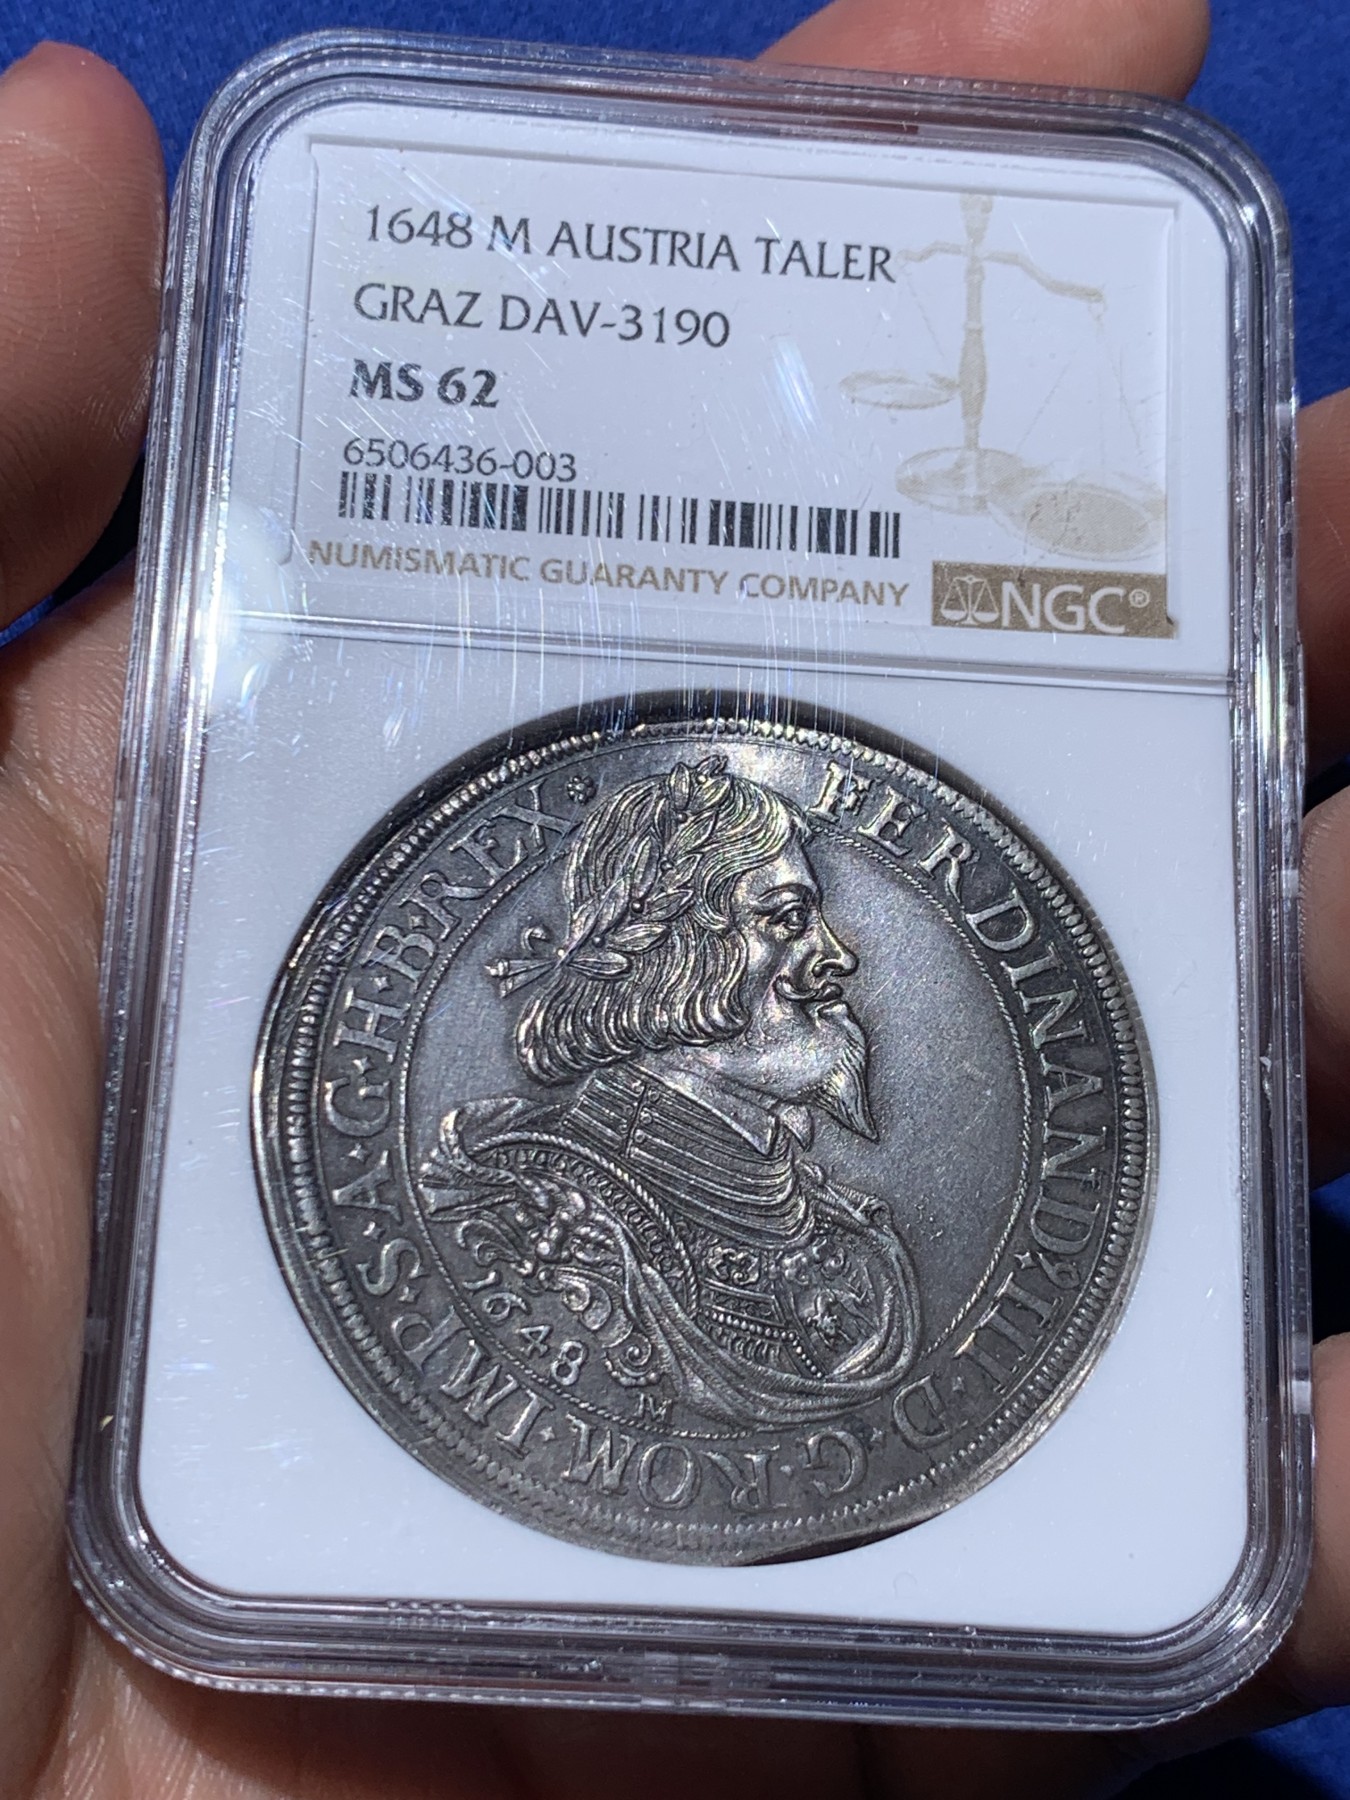 1648 M AUSTRIA TALER
GRAZ DAV-3190
MS 62
6506436-003
NUMISMATIC GUARANTY COMPANY
NGC®
FERDINAND9·III·D·G·ROM·IMP·S·A·G·H·B·REX
1648
M